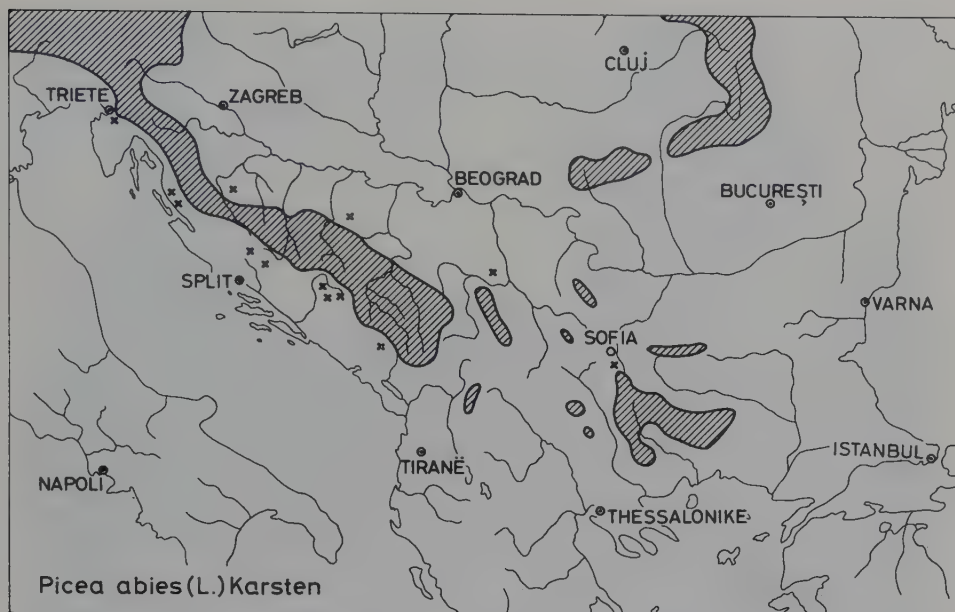 CLUJ
TRIETE
ZAGREB
BEOGRAD
BUCUREȘTI
SPLIT
VARNA
SOFIA
TIRANË
ISTANBUL
NAPOLI
THESSALONIKE
Picea abies (L.) Karsten